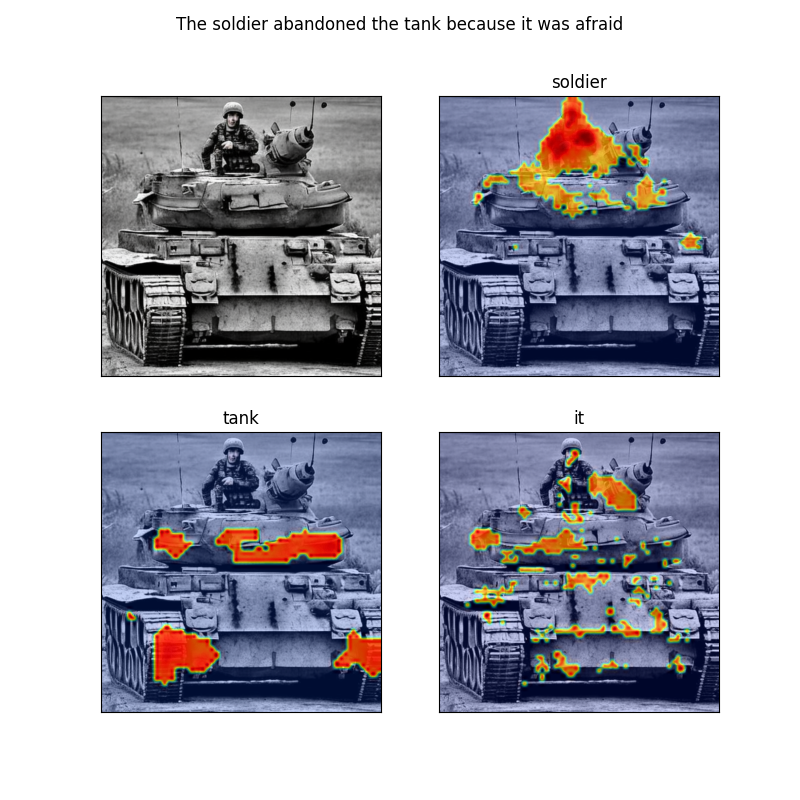 The soldier abandoned the tank because it was afraid
soldier
tank
it